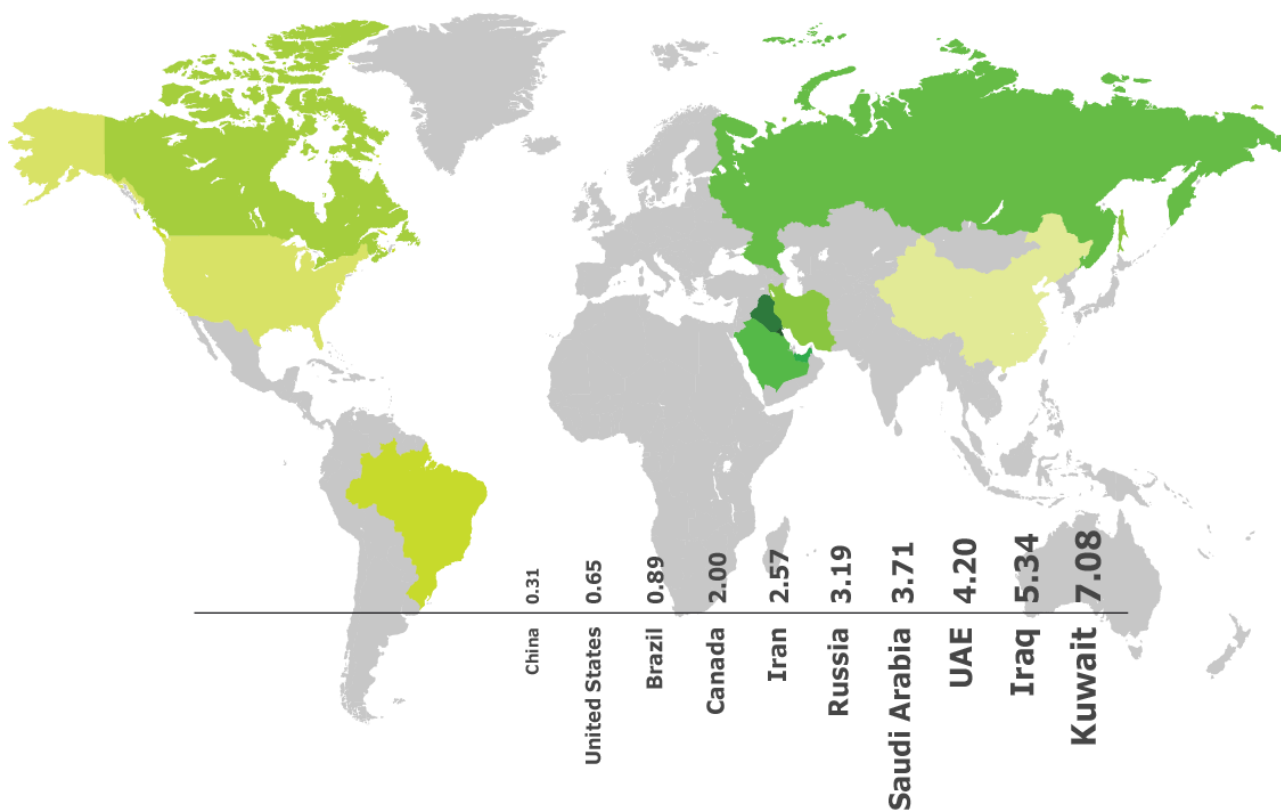 China 0.31
United States 0.65
Brazil 0.89
Canada 2.00
Iran 2.57
Russia 3.19
Saudi Arabia 3.71
UAE 4.20
Iraq 5.34
Kuwait 7.08